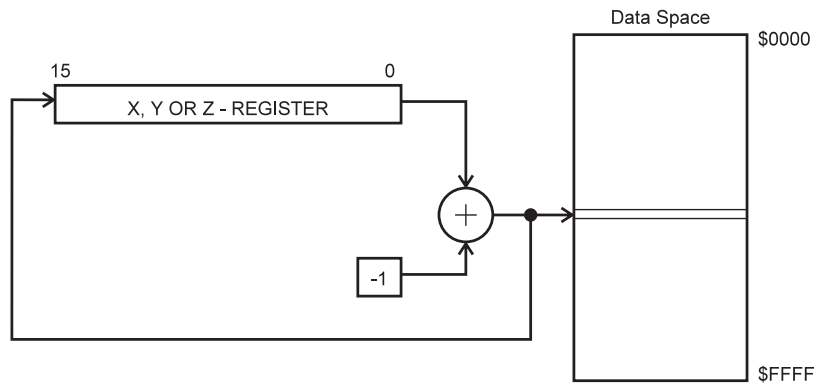 Data Space
$0000
15
0
X, Y OR Z - REGISTER
+
-1
$FFFF